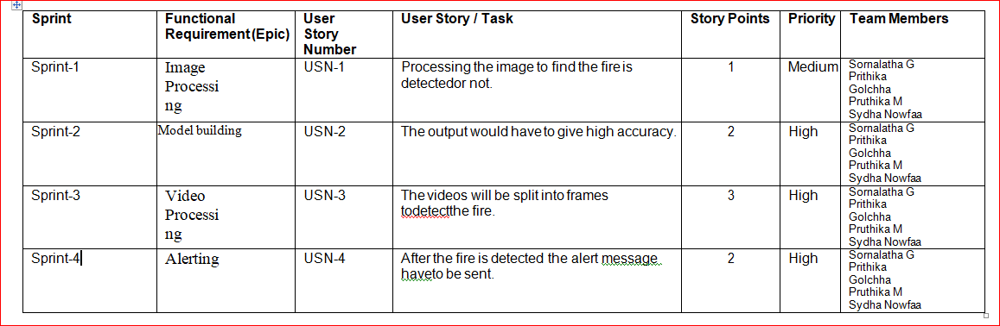 Sprint
Functional
Requirement (Epic)
User
Story
Number
User Story / Task
Story Points
Priority
Team Members
Sprint-1
Image
Processi
ng
USN-1
Processing the image to find the fire is
detectedor not.
1
Medium
Sornalatha G
Prithika
Golchha
Pruthika M
Sydha Nowfaa
Sprint-2
Model building
USN-2
The output would have to give high accuracy.
2
High
Sornalatha G
Prithika
Golchha
Pruthika M
Sydha Nowfaa
Sprint-3
Video
Processi
ng
USN-3
The videos will be split into frames
todetectthe fire.
3
High
Sornalatha G
Prithika
Golchha
Pruthika M
Sydha Nowfaa
Sprint-4
Alerting
USN-4
After the fire is detected the alert message
haveto be sent.
2
High
Sornalatha G
Prithika
Golchha
Pruthika M
Sydha Nowfaa